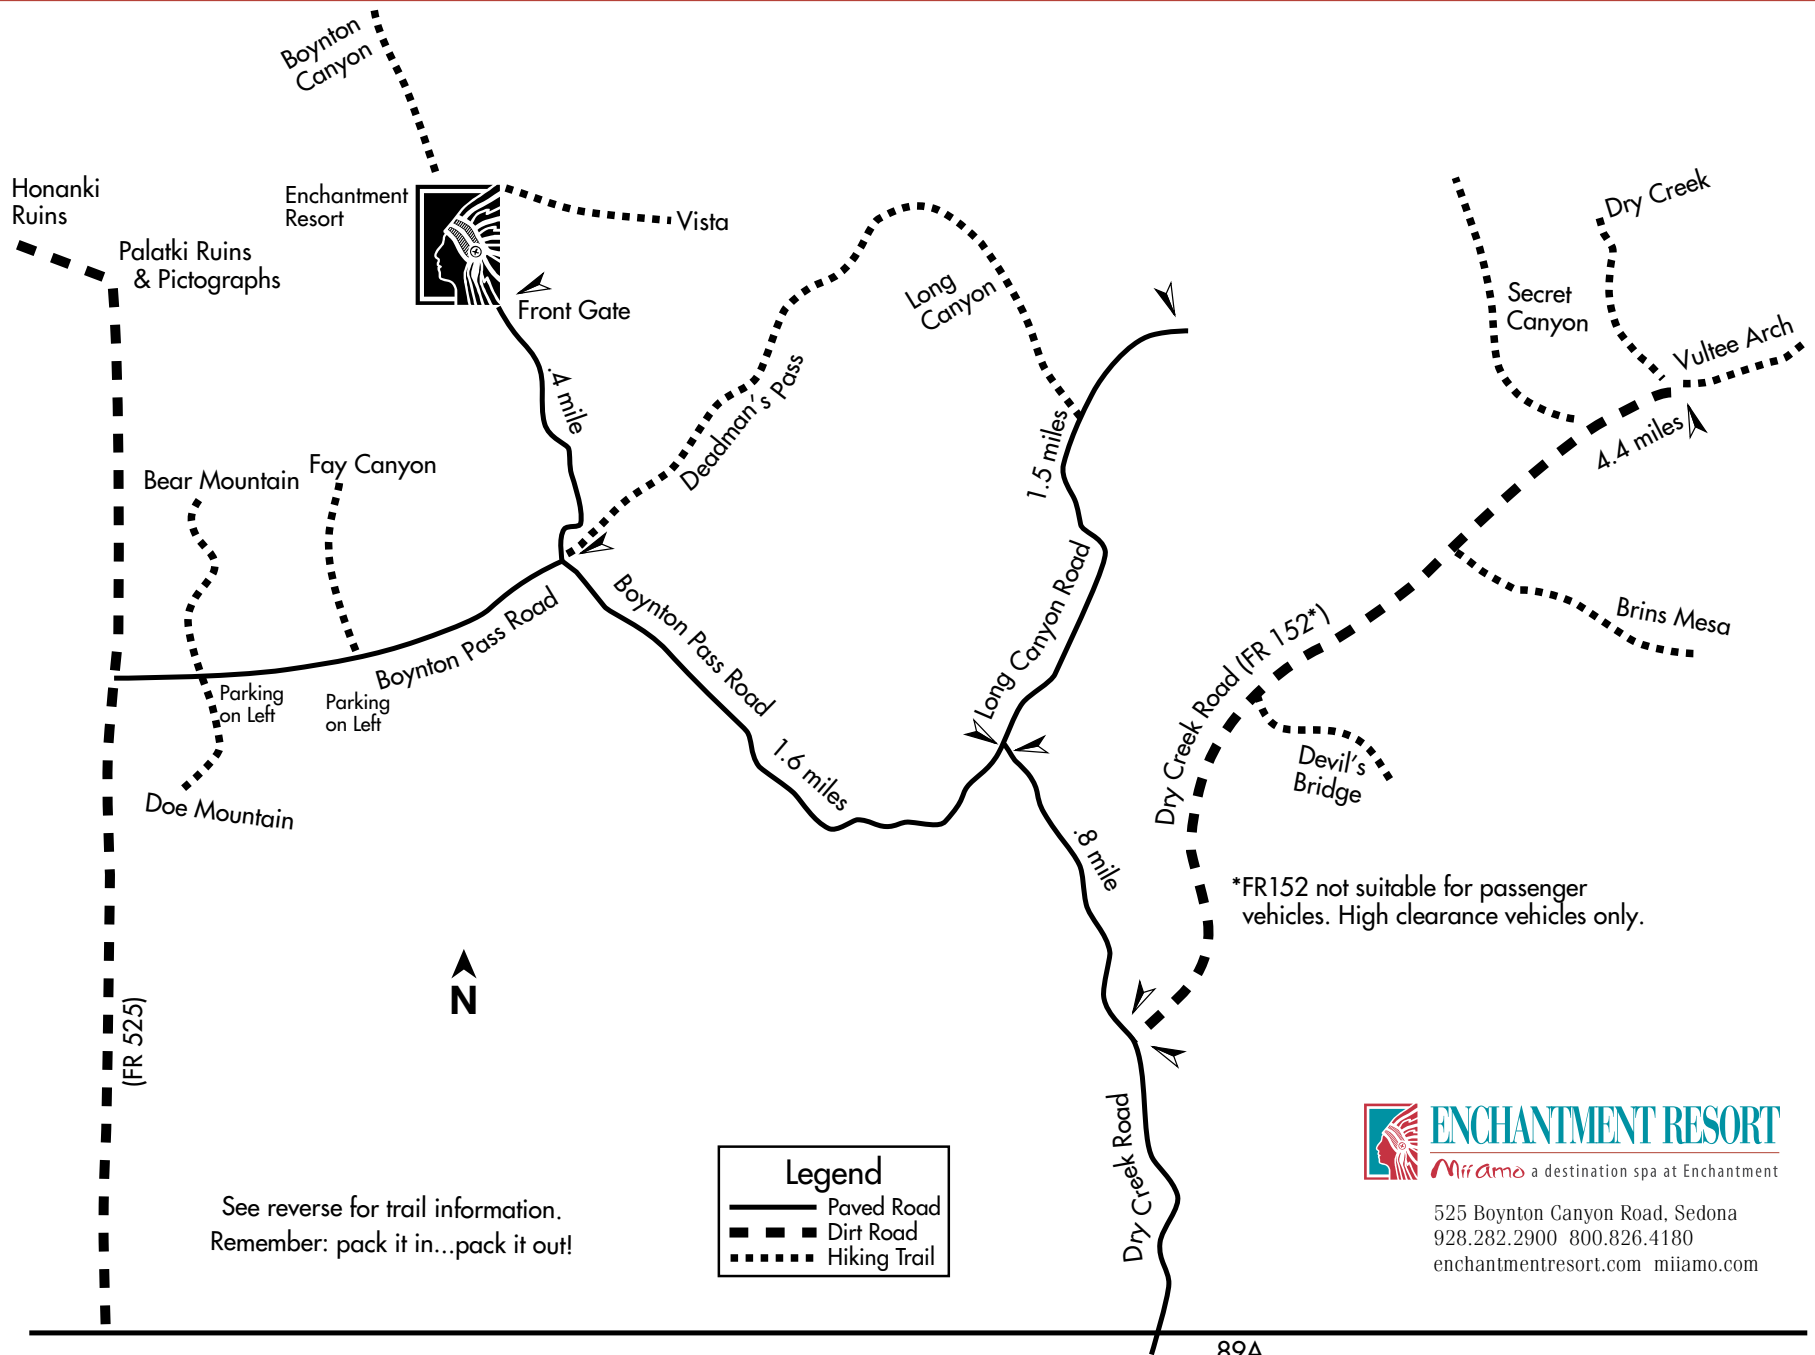 Boynton
Canyon
Honanki
Ruins
Palatki Ruins
& Pictographs
Enchantment
Resort
Vista
Front Gate
.4 mile
Deadman's Pass
Long
Canyon
1.5 miles
Dry Creek
Secret
Canyon
Vultee Arch
4.4 miles
Bear Mountain
Fay Canyon
Boynton Pass Road
Boynton Pass Road
Parking
on Left
Parking
on Left
Doe Mountain
1.6 miles
Long Canyon Road
Brins Mesa
Dry Creek Road (FR 152*)
Devil's
Bridge
.8 mile
*FR152 not suitable for passenger
vehicles. High clearance vehicles only.
N
(FR 525)
Dry Creek Road
See reverse for trail information.
Remember: pack it in...pack it out!
Legend
Paved Road
Dirt Road
Hiking Trail
ENCHANTMENT RESORT
Mii amo a destination spa at Enchantment
525 Boynton Canyon Road, Sedona
928.282.2900 800.826.4180
enchantmentresort.com miiamo.com
89A